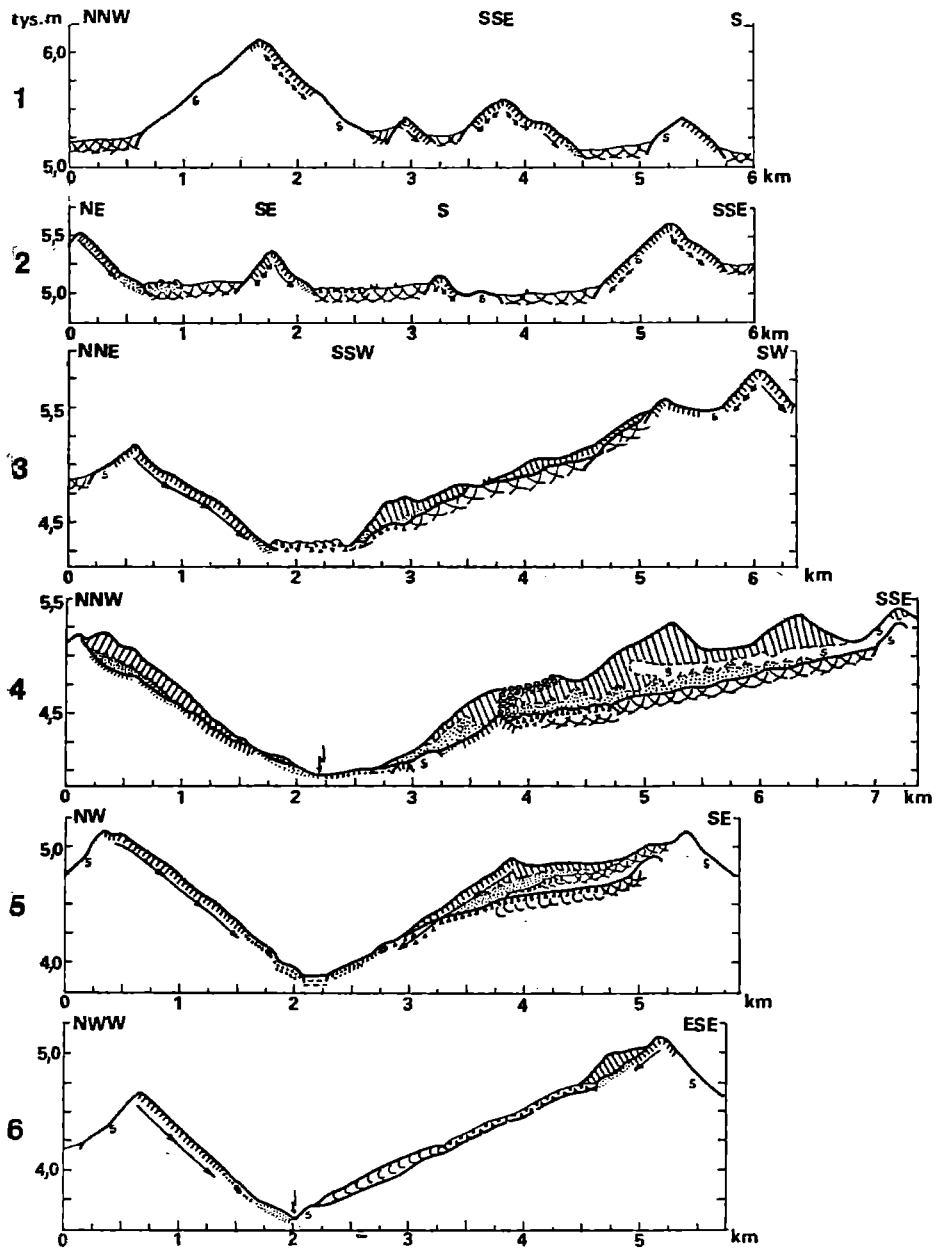 tys.m NNW SSE S
6,0
1
s s s
5,0
0 1 2 3 4 5 6 km
NE SE S SSE
5,5
2
s s
5,0
0 1 2 3 4 5 6km
NNE SSW SW
5,5
3
s s
4,5
0 1 2 3 4 5 6 km
5,5 NNW SSE
s s
4
s s
4,5
s
0 1 2 3 4 5 6 7 km
NW SE
5,0
s s
5
4,0
0 1 2 3 4 5 km
NWW ESE
5,0
s
6
s
4,0
s
0 1 2 3 4 5 km